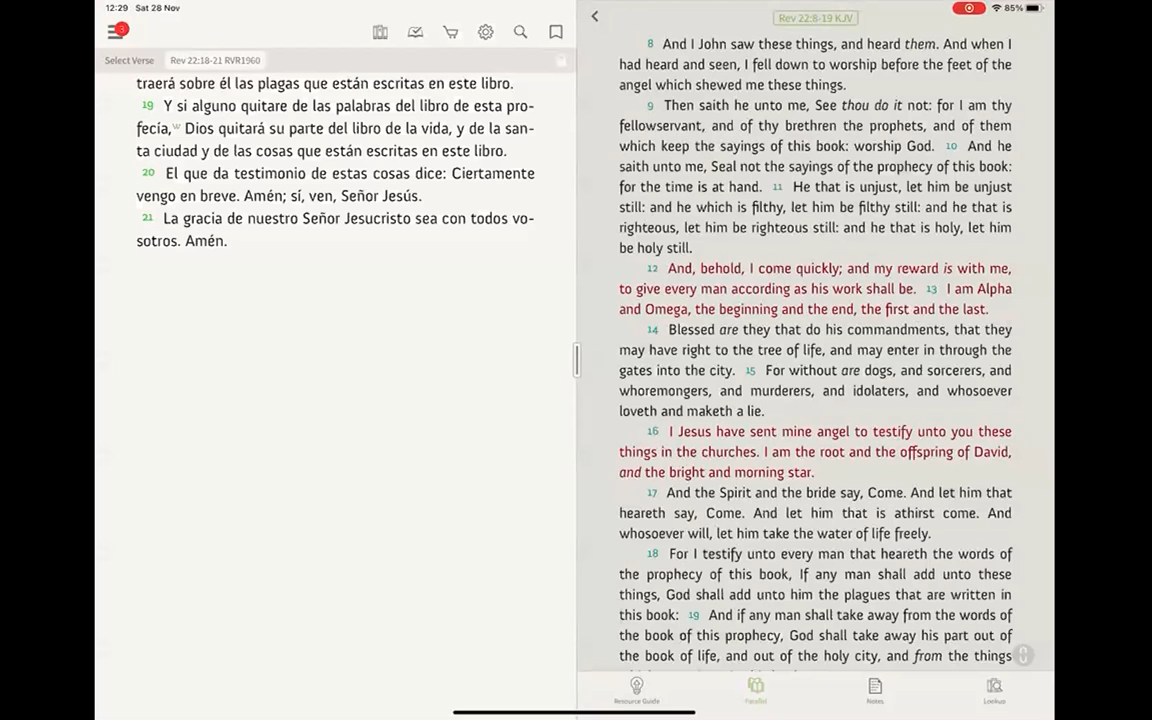 12:29 Sat 28 Nov
3
Select Verse Rev 22:18-21 RVR1960
traerá sobre él las plagas que están escritas en este libro.
19 Y si alguno quitare de las palabras del libro de esta pro-
fecía,w Dios quitará su parte del libro de la vida, y de la san-
ta ciudad y de las cosas que están escritas en este libro.
20 El que da testimonio de estas cosas dice: Ciertamente
vengo en breve. Amén; sí, ven, Señor Jesús.
21 La gracia de nuestro Señor Jesucristo sea con todos vo-
sotros. Amén.
85%
Rev 22:8-19 KJV
8 And I John saw these things, and heard them. And when I
had heard and seen, I fell down to worship before the feet of the
angel which shewed me these things.
9 Then saith he unto me, See thou do it not: for I am thy
fellowservant, and of thy brethren the prophets, and of them
which keep the sayings of this book: worship God. 10 And he
saith unto me, Seal not the sayings of the prophecy of this book:
for the time is at hand. 11 He that is unjust, let him be unjust
still: and he which is filthy, let him be filthy still: and he that is
righteous, let him be righteous still: and he that is holy, let him
be holy still.
12 And, behold, I come quickly; and my reward is with me,
to give every man according as his work shall be. 13 I am Alpha
and Omega, the beginning and the end, the first and the last.
14 Blessed are they that do his commandments, that they
may have right to the tree of life, and may enter in through the
gates into the city. 15 For without are dogs, and sorcerers, and
whoremongers, and murderers, and idolaters, and whosoever
loveth and maketh a lie.
16 I Jesus have sent mine angel to testify unto you these
things in the churches. I am the root and the offspring of David,
and the bright and morning star.
17 And the Spirit and the bride say, Come. And let him that
heareth say, Come. And let him that is athirst come. And
whosoever will, let him take the water of life freely.
18 For I testify unto every man that heareth the words of
the prophecy of this book, If any man shall add unto these
things, God shall add unto him the plagues that are written in
this book: 19 And if any man shall take away from the words of
the book of this prophecy, God shall take away his part out of
the book of life, and out of the holy city, and from the things
Resource Guide Parallel Notes Lookup